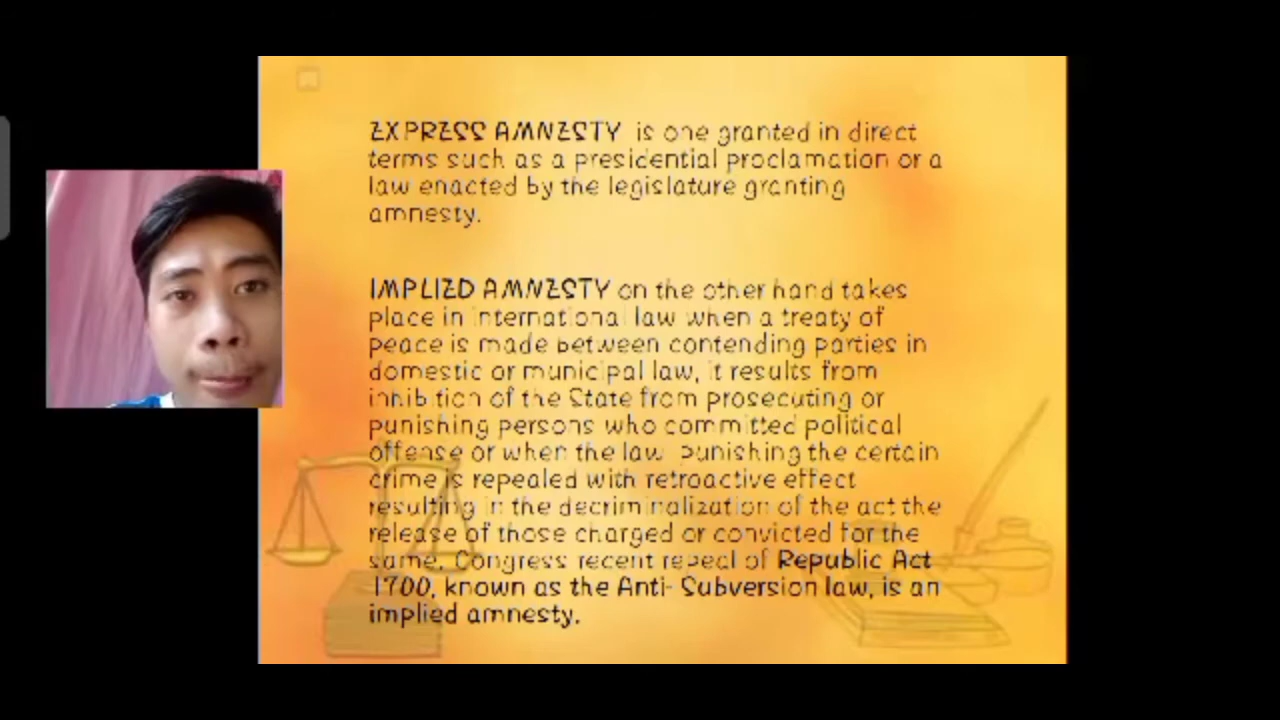 EXPRESS AMNESTY is one granted in direct
terms such as a presidential proclamation or a
law enacted by the legislature granting
amnesty.
IMPLIED AMNESTY on the other hand takes
place in international law when a treaty of
peace is made between contending parties in
domestic or municipal law, it results from
inhibition of the State from prosecuting or
punishing persons who committed political
offense or when the law punishing the certain
crime is repealed with retroactive effect
resulting in the decriminalization of the act the
release of those charged or convicted for the
same. Congress recent repeal of Republic Act
1700, known as the Anti- Subversion law, is an
implied amnesty.